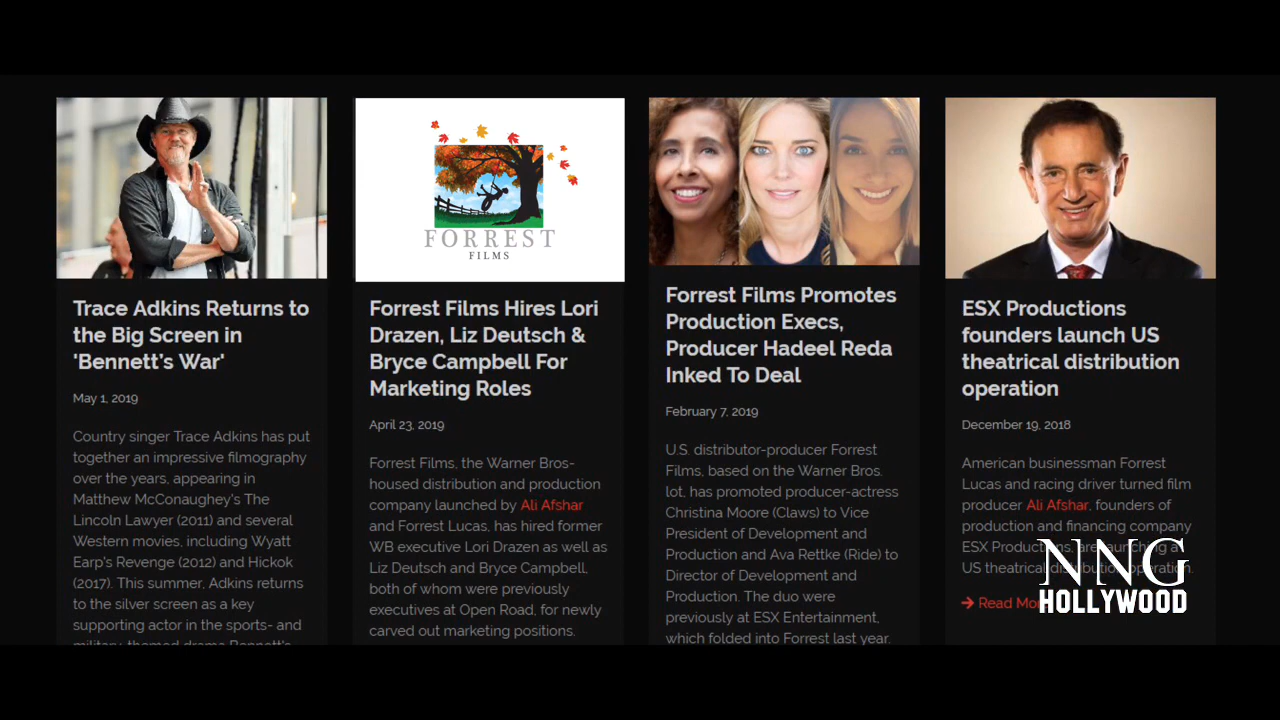 FORREST
FILMS
Trace Adkins Returns to
the Big Screen in
'Bennett's War'
May 1, 2019
Country singer Trace Adkins has put
together an impressive filmography
over the years, appearing in
Matthew McConaughey's The
Lincoln Lawyer (2011) and several
Western movies, including Wyatt
Earp's Revenge (2012) and Hickok
(2017). This summer, Adkins returns
to the silver screen as a key
supporting actor in the sports- and
military-themed drama Bennett's
Forrest Films Hires Lori
Drazen, Liz Deutsch &
Bryce Campbell For
Marketing Roles
April 23, 2019
Forrest Films, the Warner Bros-
housed distribution and production
company launched by Ali Afshar
and Forrest Lucas, has hired former
WB executive Lori Drazen as well as
Liz Deutsch and Bryce Campbell,
both of whom were previously
executives at Open Road, for newly
carved out marketing positions.
Forrest Films Promotes
Production Execs,
Producer Hadeel Reda
Inked To Deal
February 7, 2019
U.S. distributor-producer Forrest
Films, based on the Warner Bros.
lot, has promoted producer-actress
Christina Moore (Claws) to Vice
President of Development and
Production and Ava Rettke (Ride) to
Director of Development and
Production. The duo were
previously at ESX Entertainment,
which folded into Forrest last year.
ESX Productions
founders launch US
theatrical distribution
operation
December 19, 2018
American businessman Forrest
Lucas and racing driver turned film
producer Ali Afshar, founders of
production and financing company
ESX Productions, are launching a
US theatrical distribution operation.
→ Read More
NNG
HOLLYWOOD